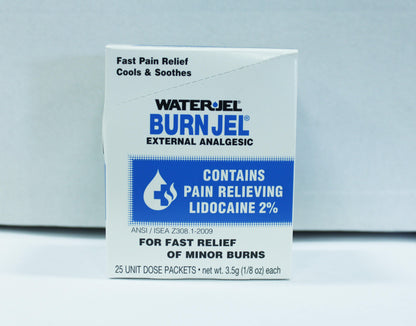 Fast Pain Relief
Cools & Soothes
WATER•JEL®
BURN JEL®
EXTERNAL ANALGESIC
CONTAINS
PAIN RELIEVING
LIDOCAINE 2%
ANSI / ISEA Z308.1-2009
FOR FAST RELIEF
OF MINOR BURNS
25 UNIT DOSE PACKETS • net wt. 3.5g (1/8 oz) each